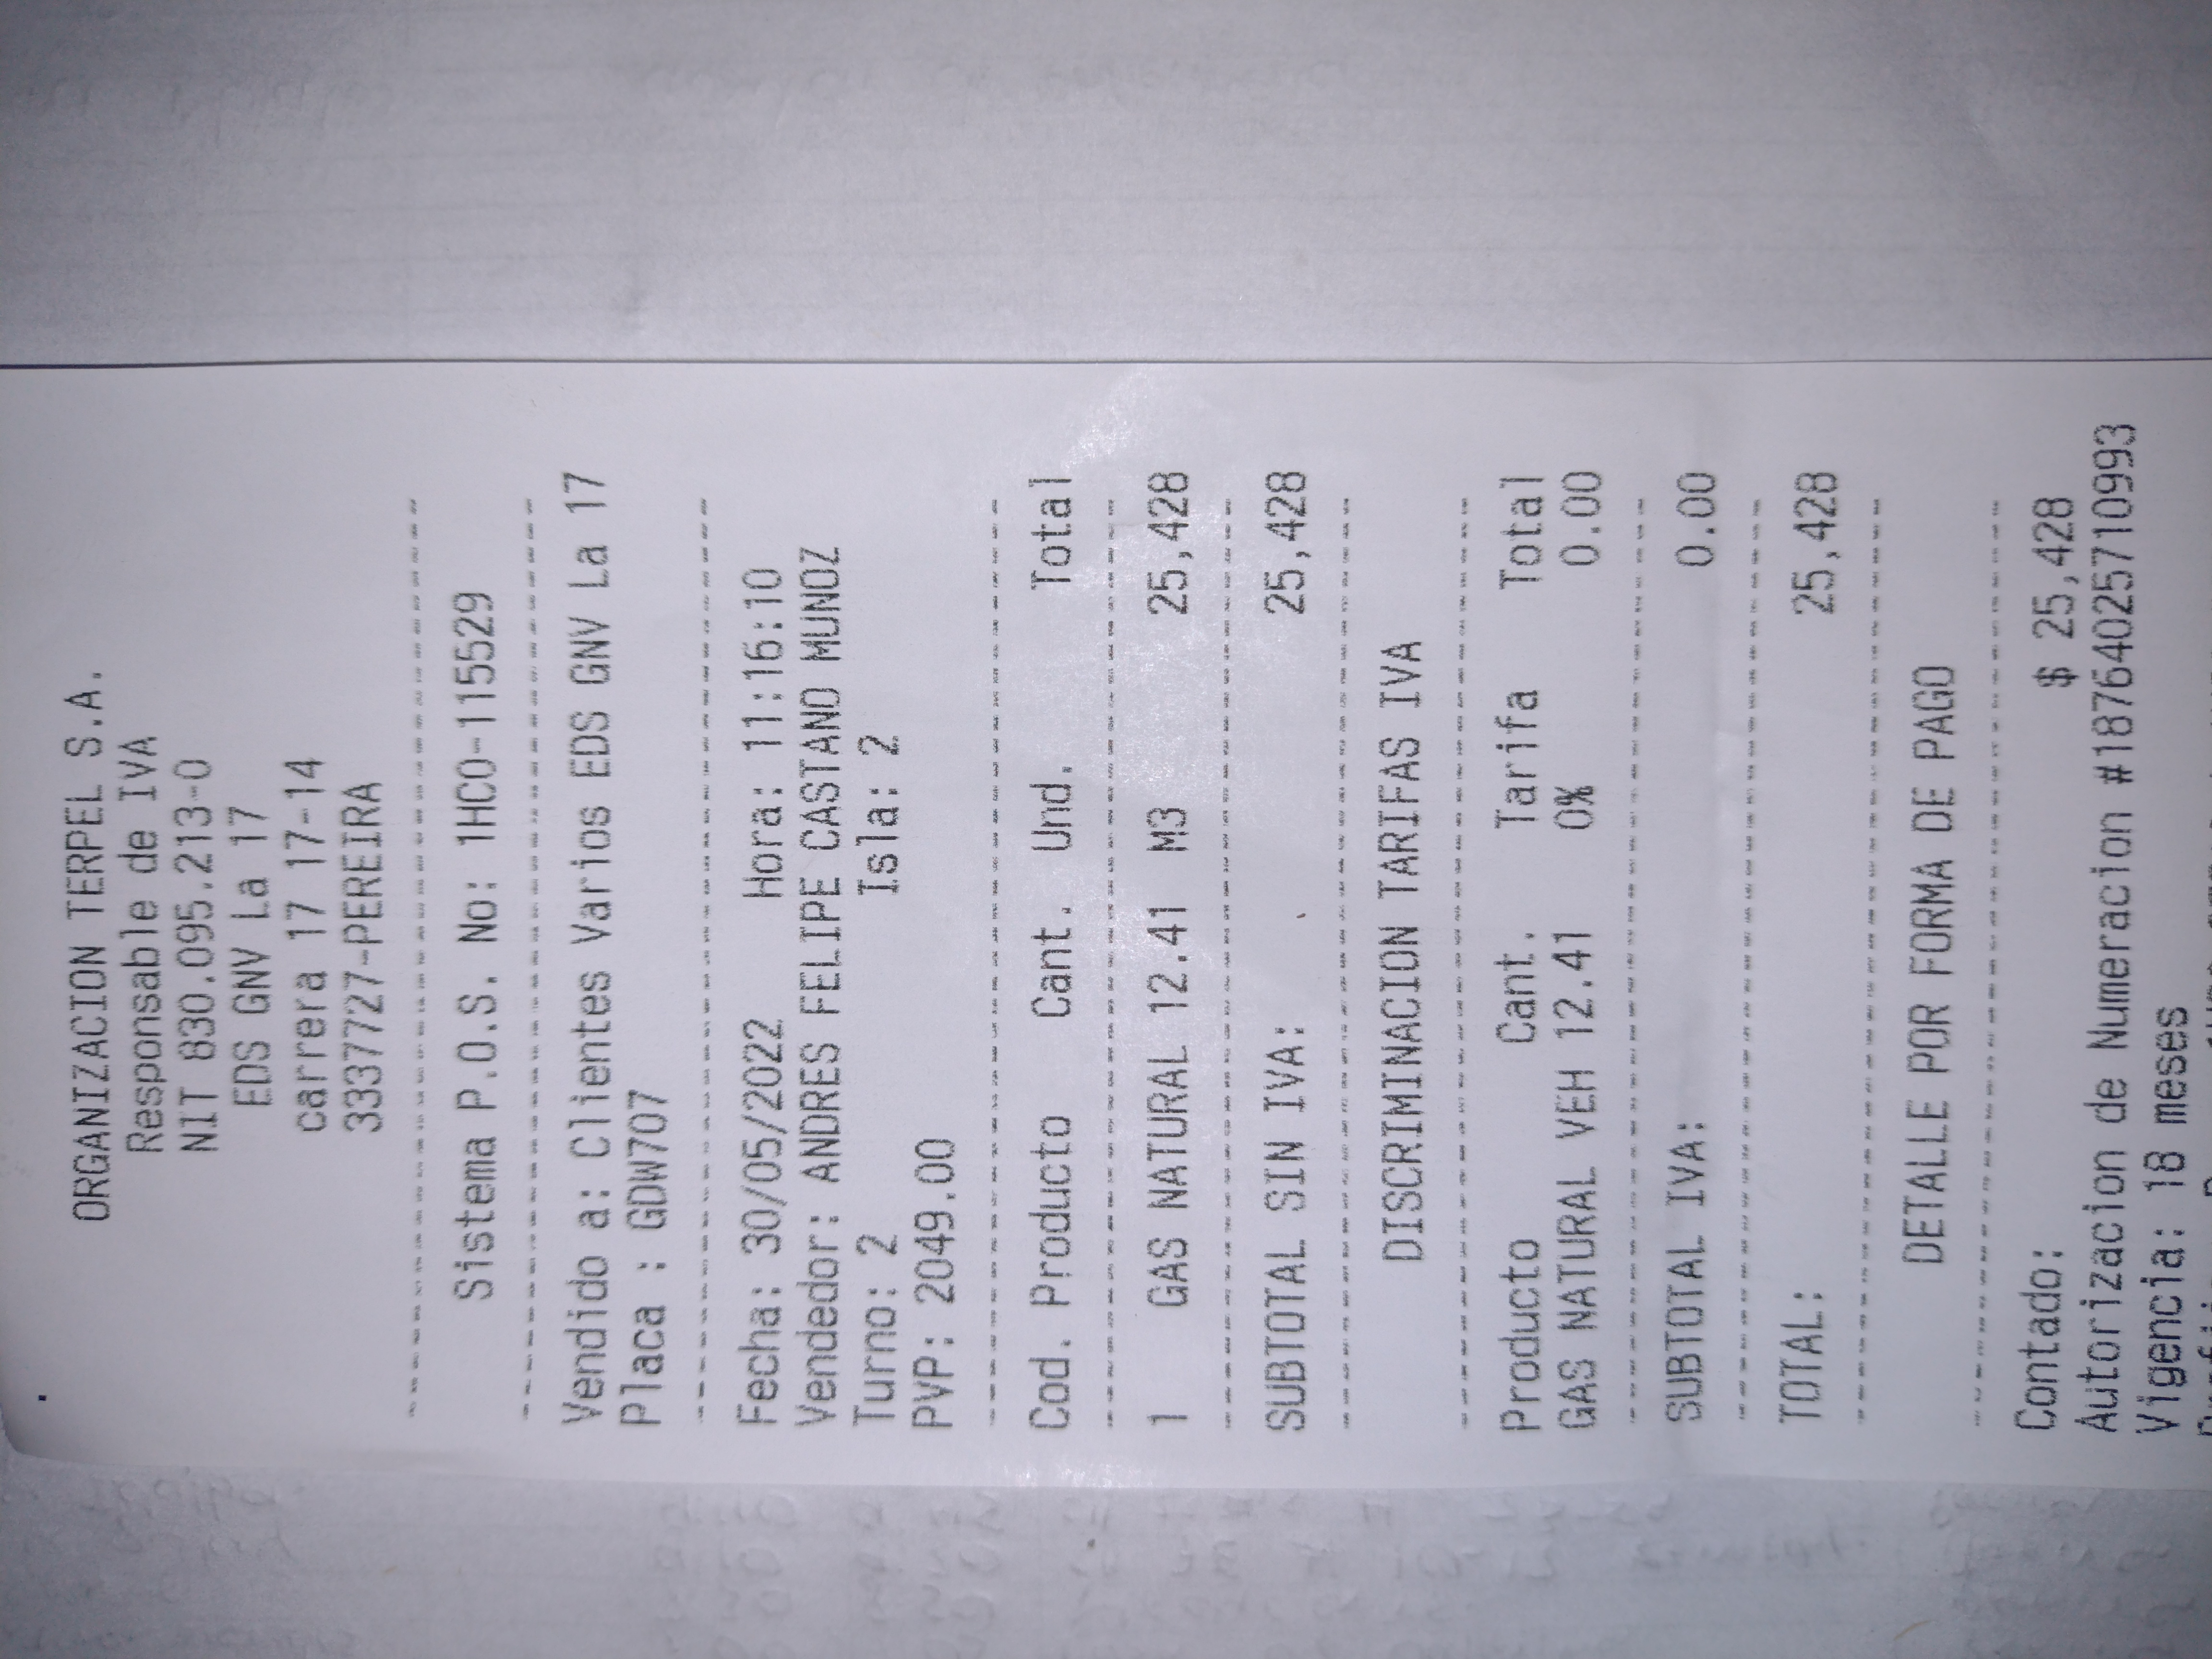 ORGANIZACION TERPEL S.A.
Responsable de IVA
NIT 830.095.213-0
EDS GNV La 17
carrera 17 17-14
3337727-PEREIRA
Sistema P.O.S. No: 1HCO-115529
Vendido a: Clientes Varios EDS GNV La 17
Placa : GDW707
Fecha: 30/05/2022 Hora: 11:16:10
Vendedor: ANDRES FELIPE CASTANO MUNOZ
Turno: 2 Isla: 2
PVP: 2049.00
Cod. Producto Cant. Und. Total
1 GAS NATURAL 12.41 M3 25,428
SUBTOTAL SIN IVA: 25,428
DISCRIMINACION TARIFAS IVA
Producto Cant. Tarifa Total
GAS NATURAL VEH 12.41 0% 0.00
SUBTOTAL IVA: 0.00
TOTAL: 25,428
DETALLE POR FORMA DE PAGO
Contado: $ 25,428
Autorizacion de Numeracion #18764025710993
Vigencia: 18 meses